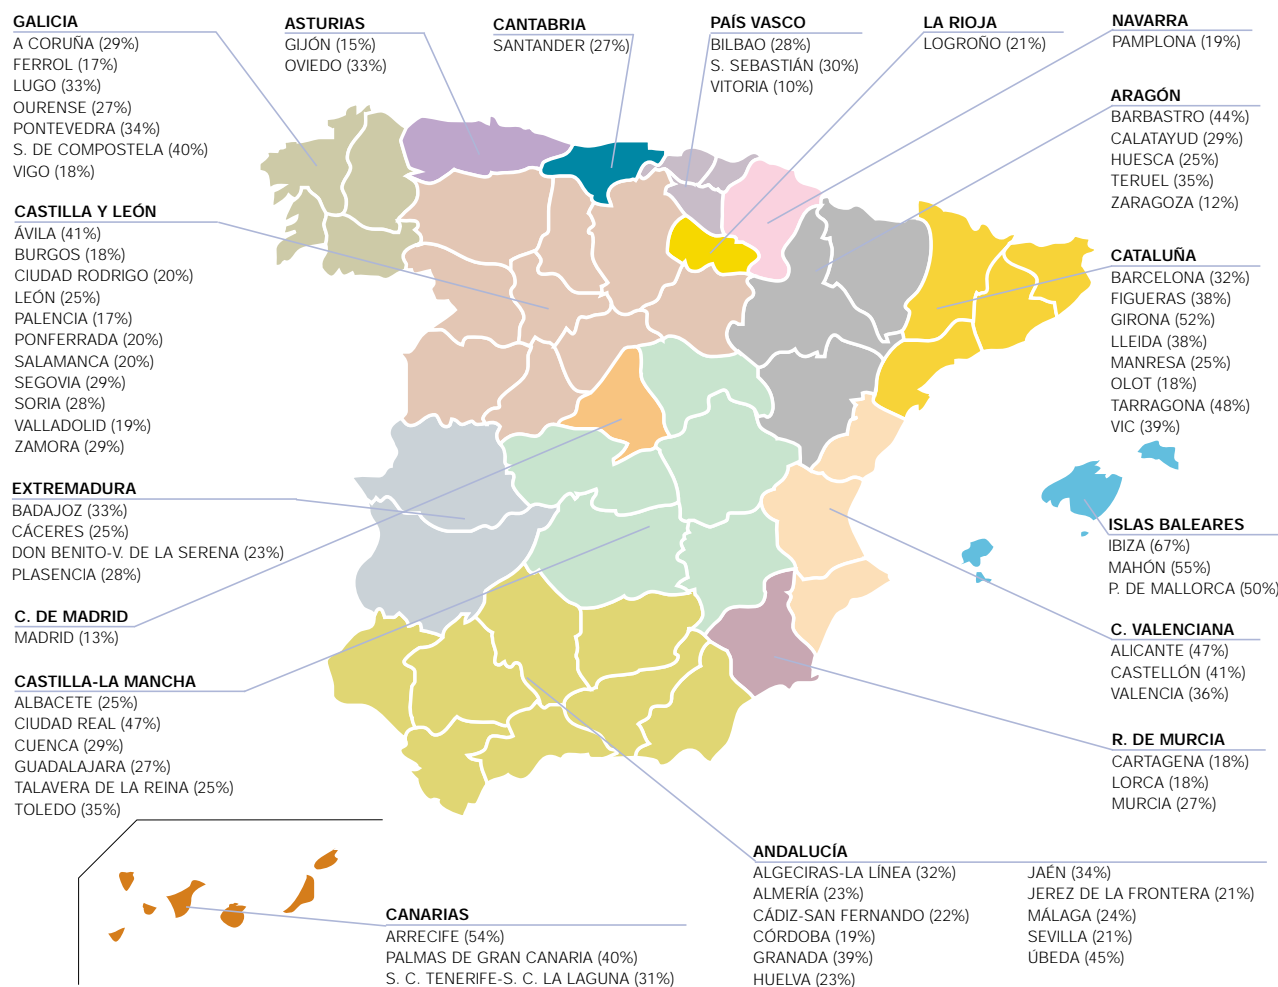 GALICIA
A CORUÑA (29%)
FERROL (17%)
LUGO (33%)
OURENSE (27%)
PONTEVEDRA (34%)
S. DE COMPOSTELA (40%)
VIGO (18%)
ASTURIAS
GIJÓN (15%)
OVIEDO (33%)
CANTABRIA
SANTANDER (27%)
PAÍS VASCO
BILBAO (28%)
S. SEBASTIÁN (30%)
VITORIA (10%)
LA RIOJA
LOGROÑO (21%)
NAVARRA
PAMPLONA (19%)
ARAGÓN
BARBASTRO (44%)
CALATAYUD (29%)
HUESCA (25%)
TERUEL (35%)
ZARAGOZA (12%)
CASTILLA Y LEÓN
ÁVILA (41%)
BURGOS (18%)
CIUDAD RODRIGO (20%)
LEÓN (25%)
PALENCIA (17%)
PONFERRADA (20%)
SALAMANCA (20%)
SEGOVIA (29%)
SORIA (28%)
VALLADOLID (19%)
ZAMORA (29%)
CATALUÑA
BARCELONA (32%)
FIGUERAS (38%)
GIRONA (52%)
LLEIDA (38%)
MANRESA (25%)
OLOT (18%)
TARRAGONA (48%)
VIC (39%)
EXTREMADURA
BADAJOZ (33%)
CÁCERES (25%)
DON BENITO-V. DE LA SERENA (23%)
PLASENCIA (28%)
ISLAS BALEARES
IBIZA (67%)
MAHÓN (55%)
P. DE MALLORCA (50%)
C. DE MADRID
MADRID (13%)
C. VALENCIANA
ALICANTE (47%)
CASTELLÓN (41%)
VALENCIA (36%)
CASTILLA-LA MANCHA
ALBACETE (25%)
CIUDAD REAL (47%)
CUENCA (29%)
GUADALAJARA (27%)
TALAVERA DE LA REINA (25%)
TOLEDO (35%)
R. DE MURCIA
CARTAGENA (18%)
LORCA (18%)
MURCIA (27%)
CANARIAS
ARRECIFE (54%)
PALMAS DE GRAN CANARIA (40%)
S. C. TENERIFE-S. C. LA LAGUNA (31%)
ANDALUCÍA
ALGECIRAS-LA LÍNEA (32%)
ALMERÍA (23%)
CÁDIZ-SAN FERNANDO (22%)
CÓRDOBA (19%)
GRANADA (39%)
HUELVA (23%)
JAÉN (34%)
JEREZ DE LA FRONTERA (21%)
MÁLAGA (24%)
SEVILLA (21%)
ÚBEDA (45%)